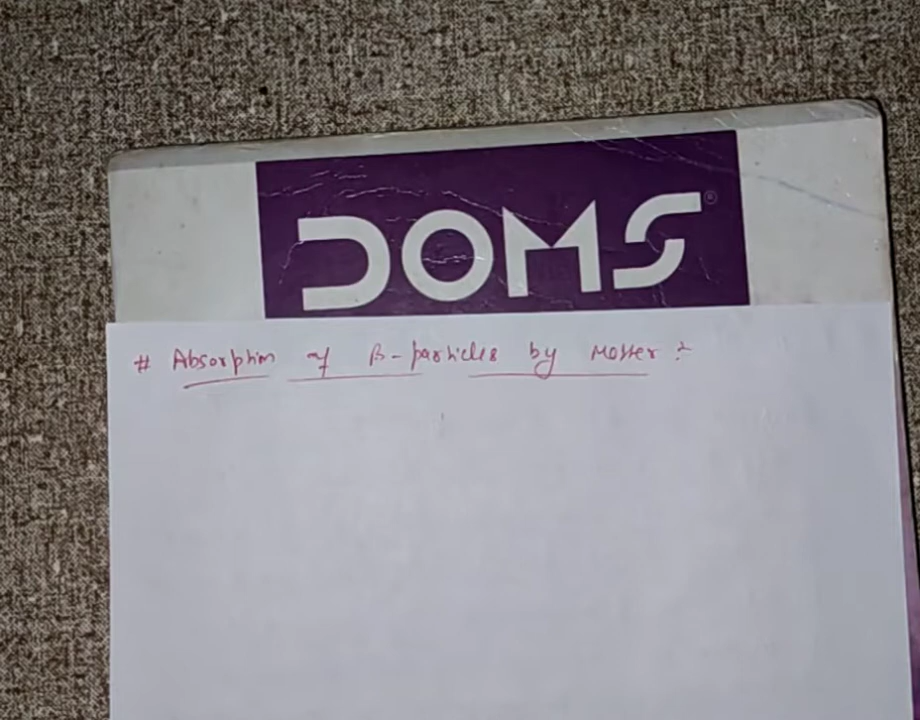 DOMS®
# Absorption of β-particles by Matter :-